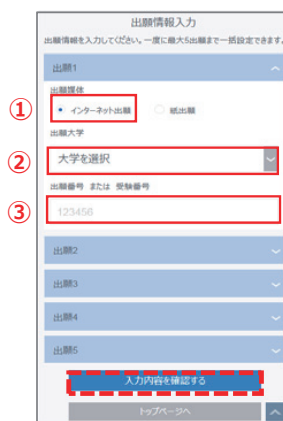 出願情報入力
出願情報を入力してください。一度に最大5出願まで一括設定できます。
出願1
出願媒体
① インターネット出願 紙出願
出願大学
② 大学を選択
出願番号 または 受験番号
③ 123456
出願2
出願3
出願4
出願5
入力内容を確認する
トップページへ